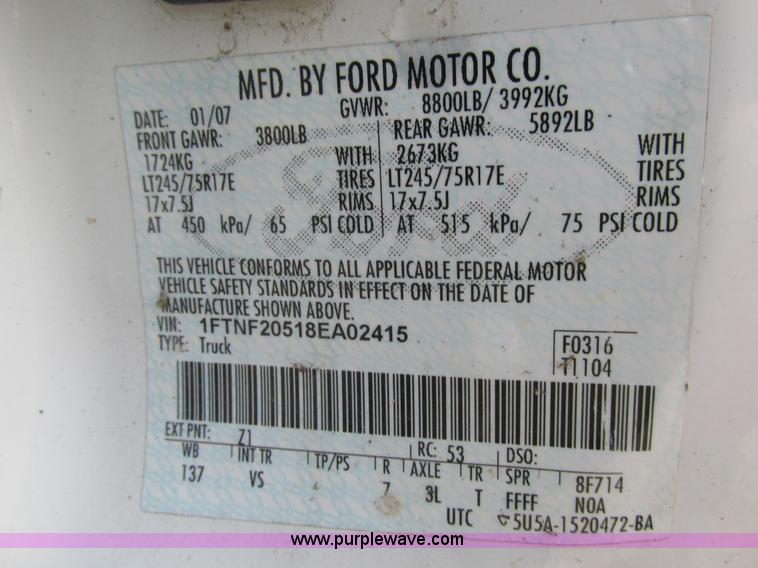 MFD. BY FORD MOTOR CO.
DATE: 01/07 GVWR: 8800LB/ 3992KG
FRONT GAWR: 3800LB REAR GAWR: 5892LB
1724KG WITH 2673KG WITH
LT245/75R17E TIRES LT245/75R17E TIRES
17x7.5J RIMS 17x7.5J RIMS
AT 450 kPa/ 65 PSI COLD AT 515 kPa/ 75 PSI COLD
Ford
THIS VEHICLE CONFORMS TO ALL APPLICABLE FEDERAL MOTOR
VEHICLE SAFETY STANDARDS IN EFFECT ON THE DATE OF
MANUFACTURE SHOWN ABOVE.
VIN: 1FTNF20518EA02415
TYPE: Truck
F0316
T1104
EXT PNT: Z1 RC: 53 DSO:
WB INT TR TP/PS R AXLE TR SPR 8F714
137 VS 7 3L T FFFF NOA
UTC 5U5A-1520472-BA
www.purplewave.com